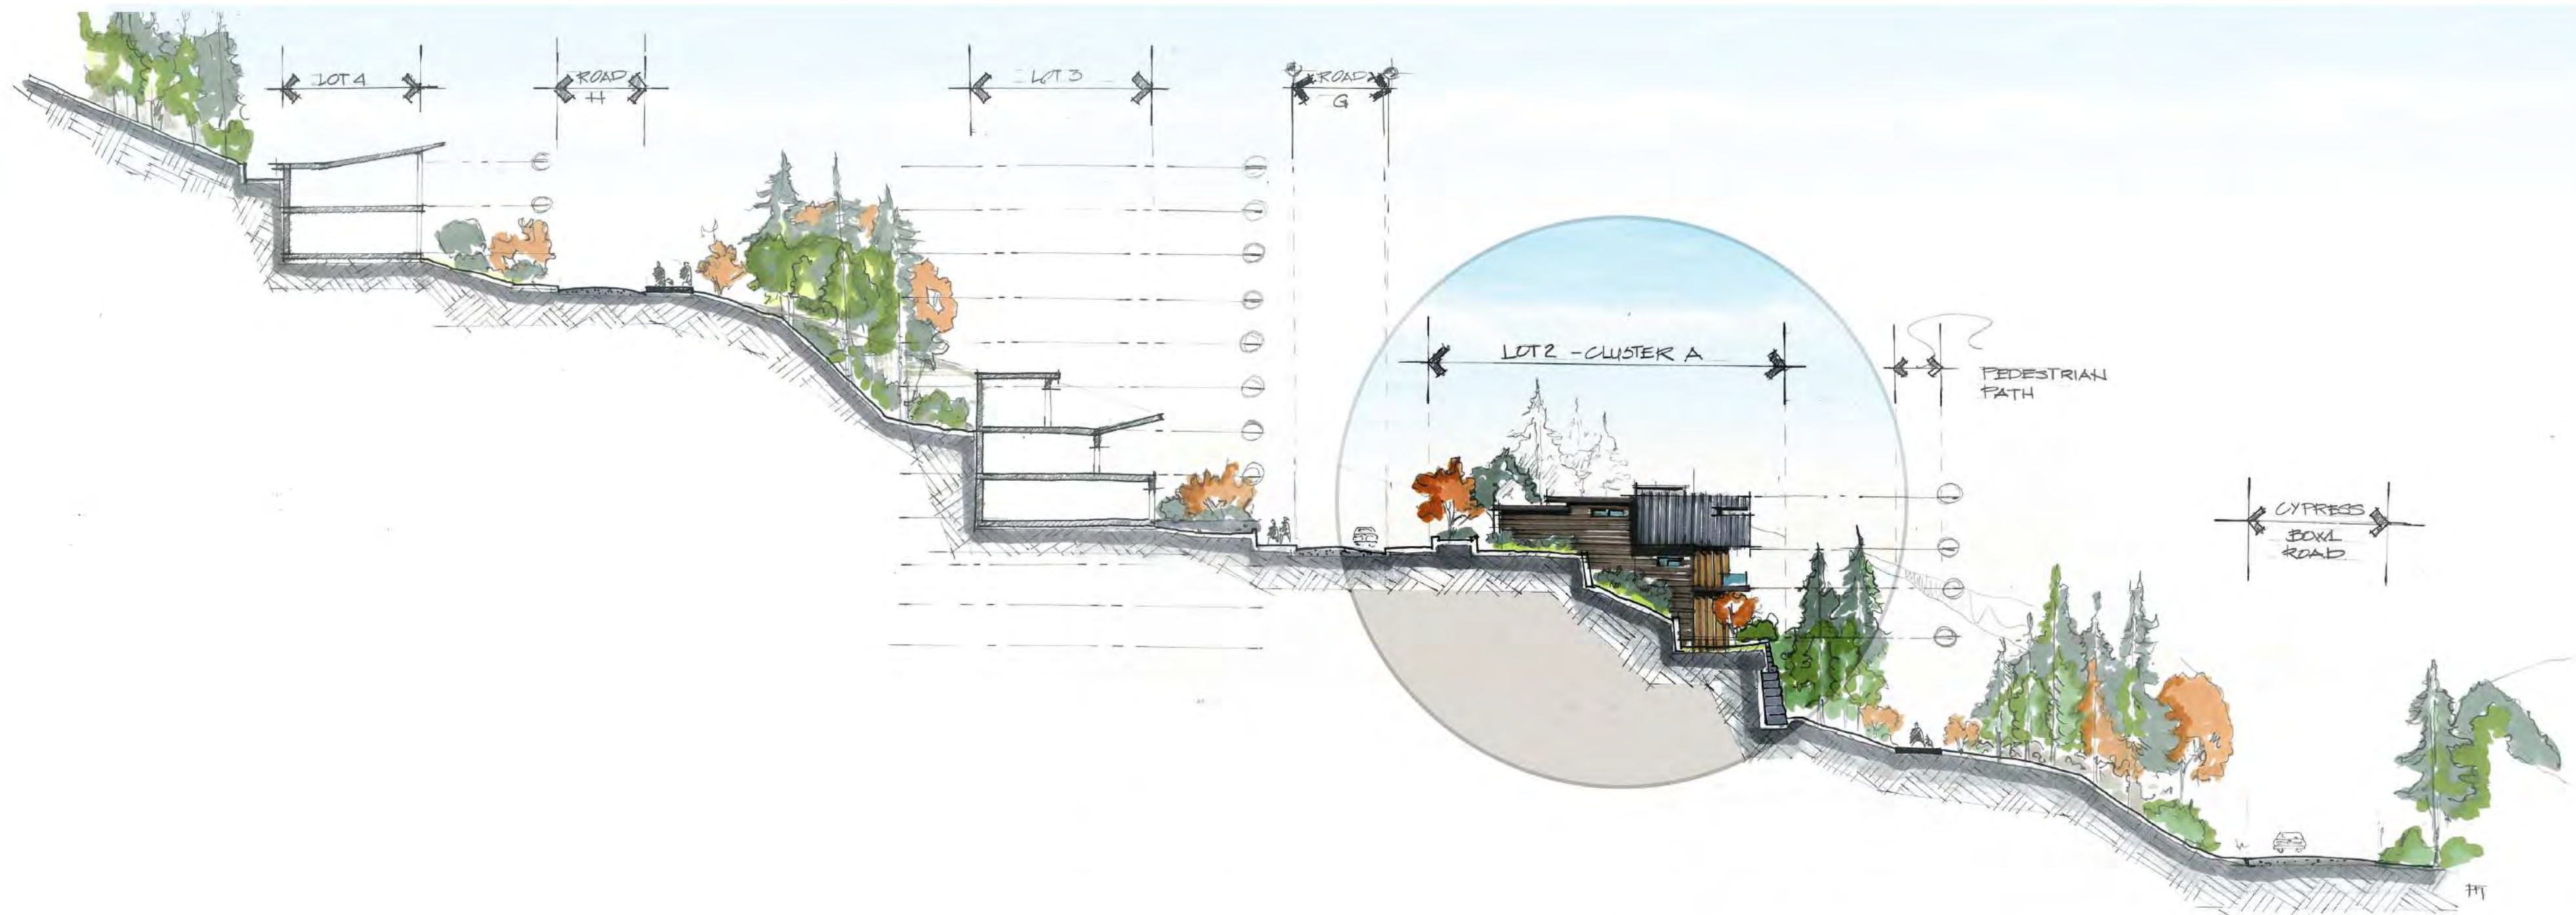 LOT 4
ROAD
H
LOT 3
ROAD
G
LOT 2 - CLUSTER A
PEDESTRIAN
PATH
CYPRESS
BOWL
ROAD